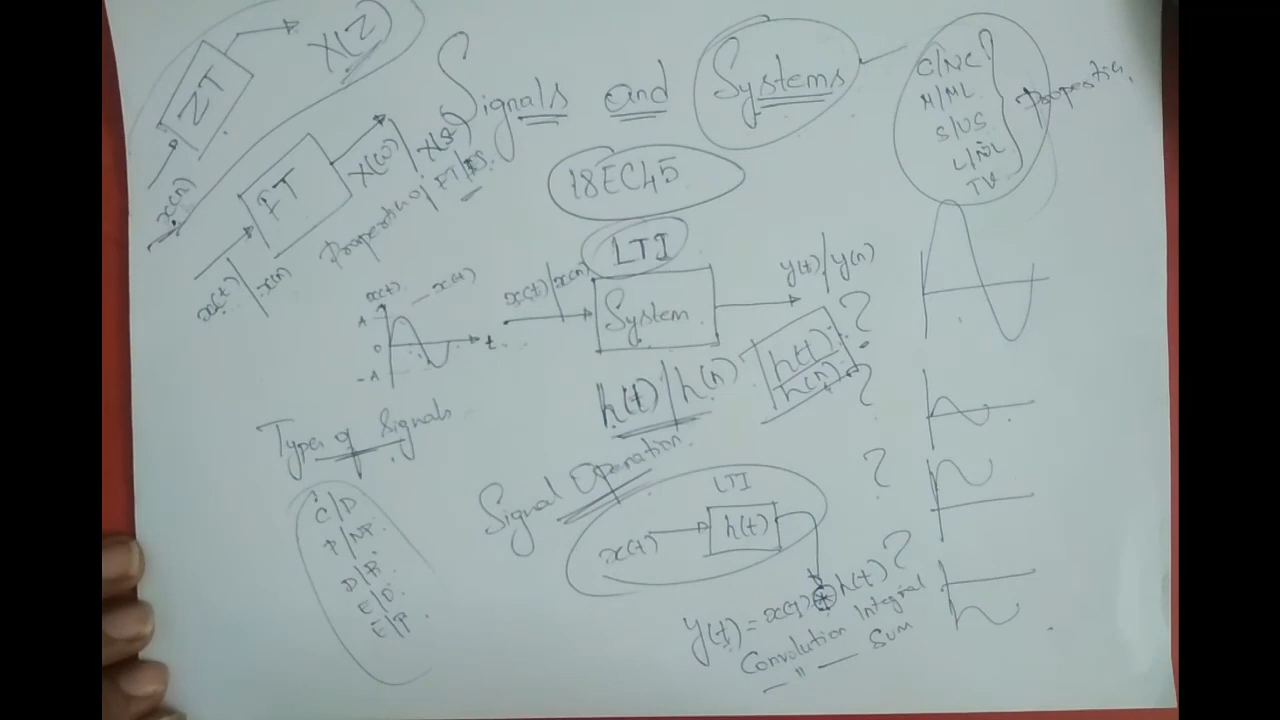 X(Z)
ZT
x(n)
Signals and Systems
18EC45
C/NC
M/ML
S/US
L/NL
TV
Properties
FT
X(ω)/X(Ω)
x(t)/x(n)
Properties of FT/
LTI
x(t)/x(n)
System
y(t)/y(n)
?
h(t)/h(n)
h(t)
h(n)
?
?
?
x(t)
x(t)
A
0
-A
t
Types of Signals
C/D
P/NP
D/R
E/O
E/P
Signal Operation
LTI
x(t)
h(t)
y(t) = x(t) * h(t)
Convolution Integral
— " — Sum